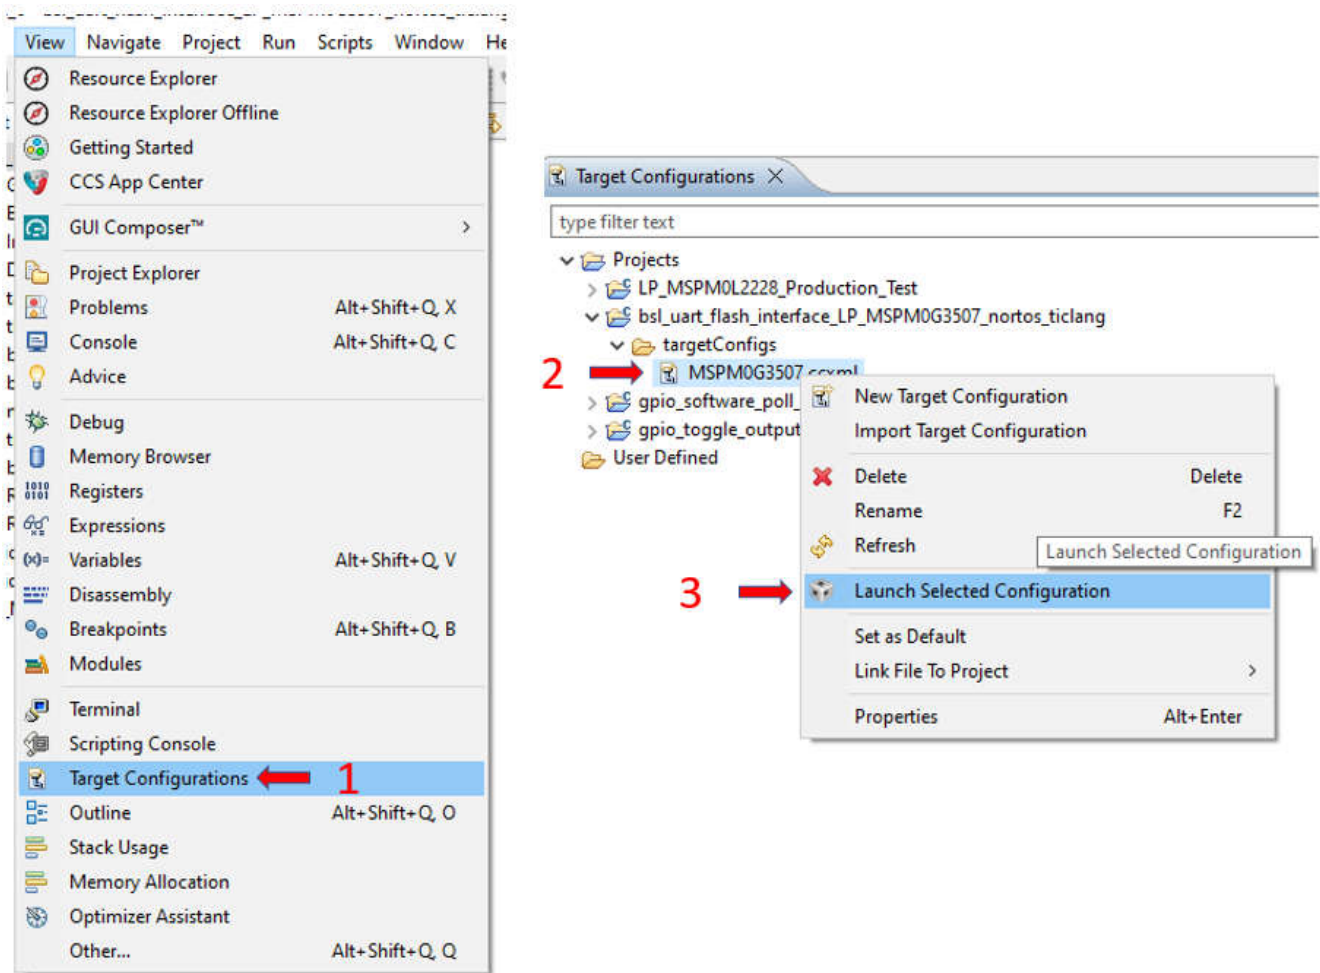 View Navigate Project Run Scripts Window He
Resource Explorer
Resource Explorer Offline
Getting Started
CCS App Center
GUI Composer™ >
Project Explorer
Problems Alt+Shift+Q, X
Console Alt+Shift+Q, C
Advice
Debug
Memory Browser
Registers
Expressions
Variables Alt+Shift+Q, V
Disassembly
Breakpoints Alt+Shift+Q, B
Modules
Terminal
Scripting Console
Target Configurations 1
Outline Alt+Shift+Q, O
Stack Usage
Memory Allocation
Optimizer Assistant
Other... Alt+Shift+Q, Q
Target Configurations
type filter text
Projects
LP_MSPM0L2228_Production_Test
bsl_uart_flash_interface_LP_MSPM0G3507_nortos_ticlang
targetConfigs
2 MSPM0G3507.ccxml
gpio_software_poll_
gpio_toggle_output
User Defined
New Target Configuration
Import Target Configuration
Delete Delete
Rename F2
Refresh
Launch Selected Configuration
3 Launch Selected Configuration
Set as Default
Link File To Project >
Properties Alt+Enter